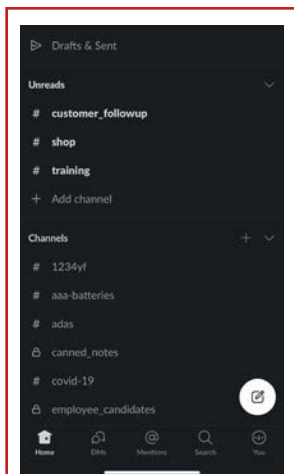 Drafts & Sent
Unreads
# customer_followup
# shop
# training
+ Add channel
Channels +
# 1234yf
# aaa-batteries
# adas
canned_notes
# covid-19
employee_candidates
Home DMs Mentions Search You